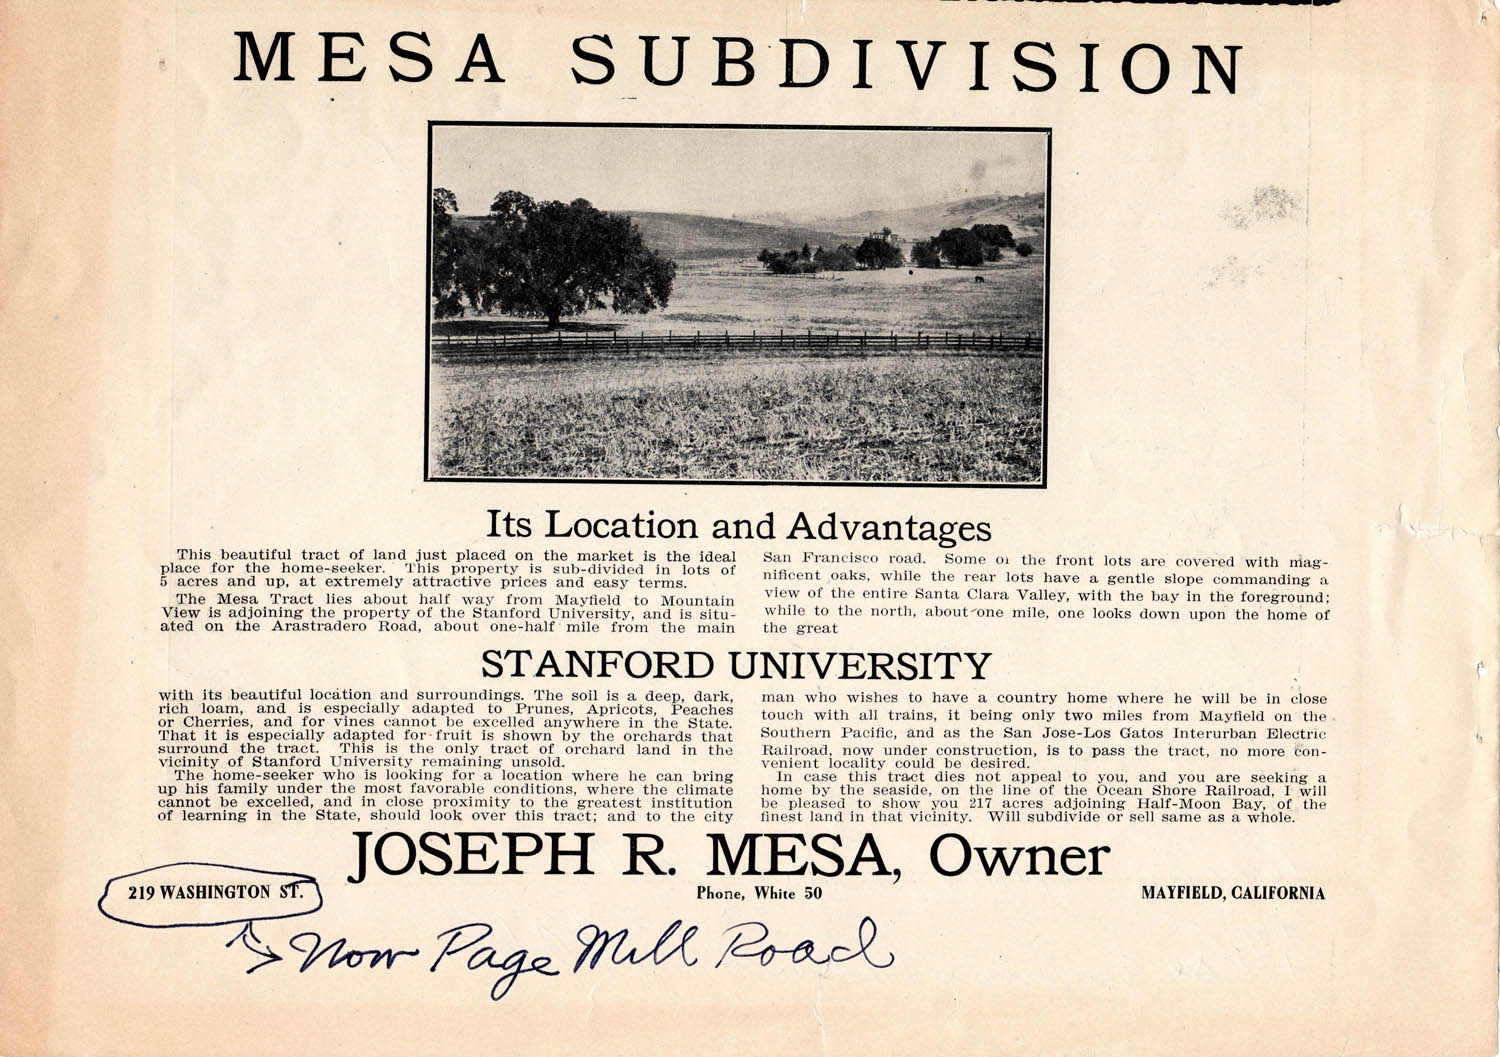 MESA SUBDIVISION
Its Location and Advantages
This beautiful tract of land just placed on the market is the ideal
place for the home-seeker. This property is sub-divided in lots of
5 acres and up, at extremely attractive prices and easy terms.
The Mesa Tract lies about half way from Mayfield to Mountain
View is adjoining the property of the Stanford University, and is situ-
ated on the Arastradero Road, about one-half mile from the main
San Francisco road. Some of the front lots are covered with mag-
nificent oaks, while the rear lots have a gentle slope commanding a
view of the entire Santa Clara Valley, with the bay in the foreground;
while to the north, about one mile, one looks down upon the home of
the great
STANFORD UNIVERSITY
with its beautiful location and surroundings. The soil is a deep, dark,
rich loam, and is especially adapted to Prunes, Apricots, Peaches
or Cherries, and for vines cannot be excelled anywhere in the State.
That it is especially adapted for fruit is shown by the orchards that
surround the tract. This is the only tract of orchard land in the
vicinity of Stanford University remaining unsold.
The home-seeker who is looking for a location where he can bring
up his family under the most favorable conditions, where the climate
cannot be excelled, and in close proximity to the greatest institution
of learning in the State, should look over this tract; and to the city
man who wishes to have a country home where he will be in close
touch with all trains, it being only two miles from Mayfield on the
Southern Pacific, and as the San Jose-Los Gatos Interurban Electric
Railroad, now under construction, is to pass the tract, no more con-
venient locality could be desired.
In case this tract dies not appeal to you, and you are seeking a
home by the seaside, on the line of the Ocean Shore Railroad, I will
be pleased to show you 217 acres adjoining Half-Moon Bay, of the
finest land in that vicinity. Will subdivide or sell same as a whole.
JOSEPH R. MESA, Owner
219 WASHINGTON ST.
Phone, White 50
MAYFIELD, CALIFORNIA
Now Page Mill Road